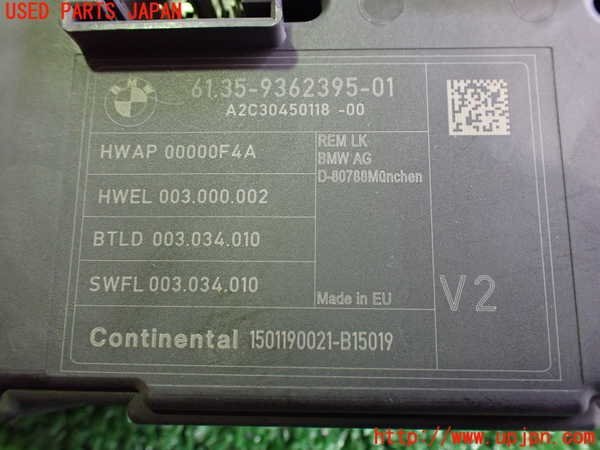 USED PARTS JAPAN
BMW
61.35-9362395-01
A2C30450118 -00
HWAP 00000F4A
HWEL 003.000.002
BTLD 003.034.010
SWFL 003.034.010
REM LK
BMW AG
D-80788München
Made in EU
V2
Continental 1501190021-B15019
http://www.upjpn.com